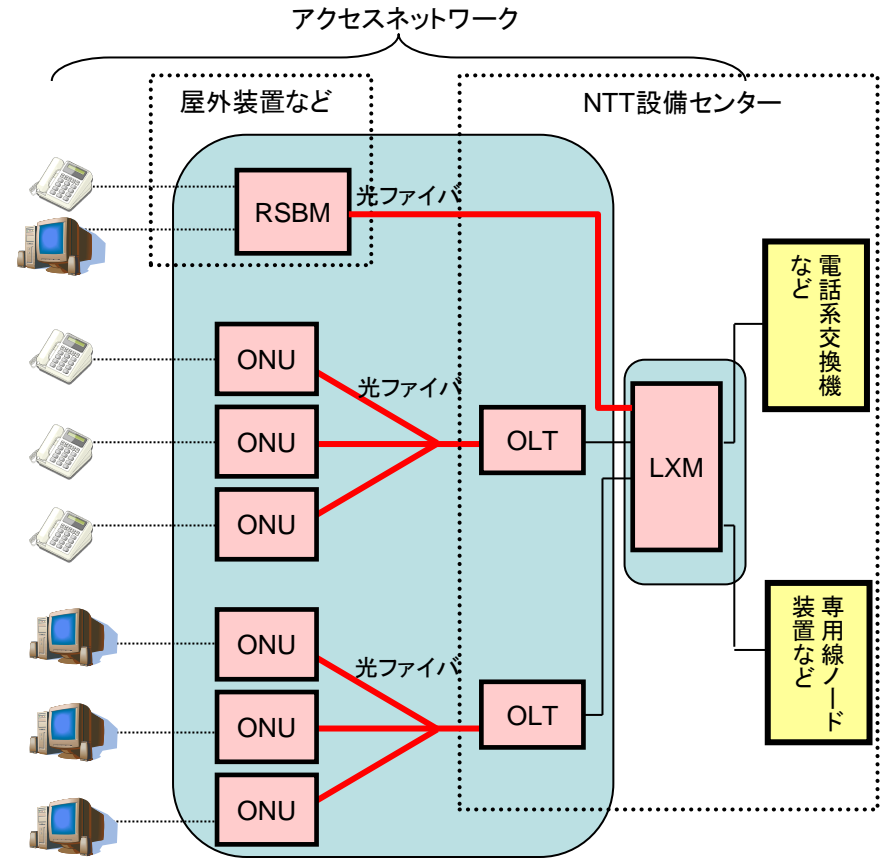 アクセスネットワーク
屋外装置など
NTT設備センター
RSBM
光ファイバ
電話系交換機
など
ONU
光ファイバ
ONU
OLT
LXM
ONU
専用線ノード
装置など
ONU
光ファイバ
ONU
OLT
ONU